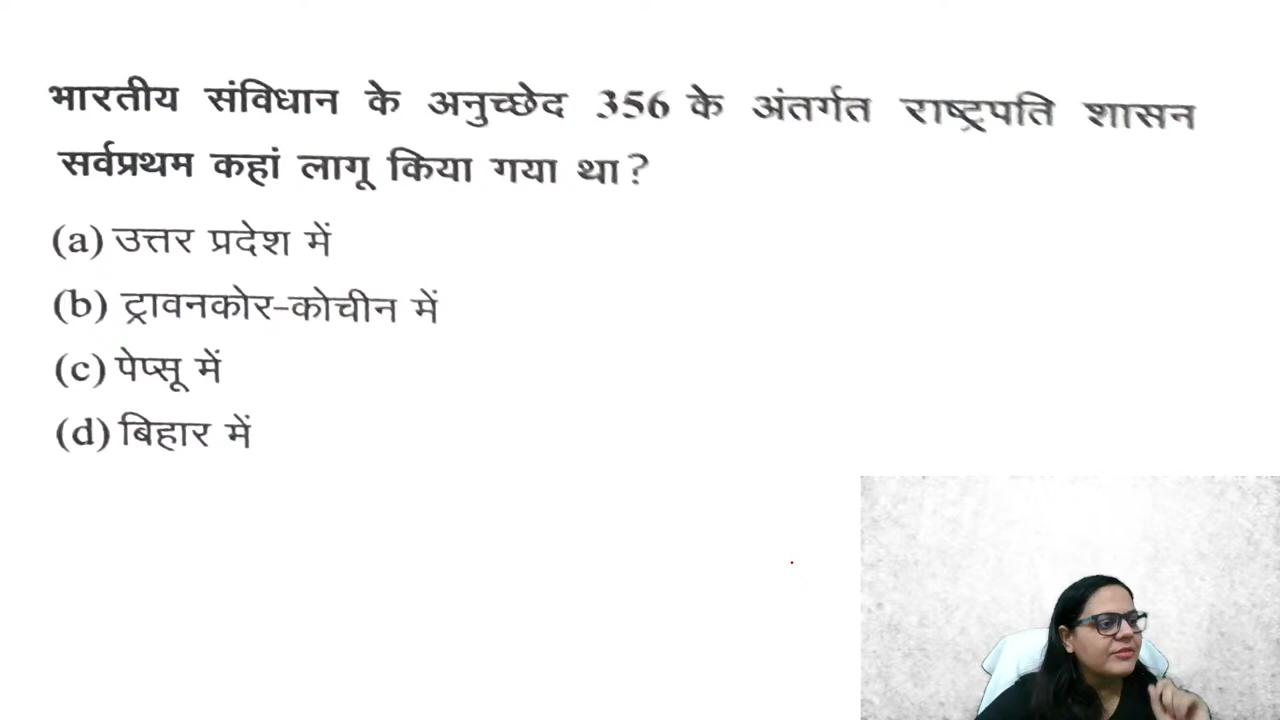 भारतीय संविधान के अनुच्छेद 356 के अंतर्गत राष्ट्रपति शासन
सर्वप्रथम कहां लागू किया गया था?
(a) उत्तर प्रदेश में
(b) ट्रावनकोर-कोचीन में
(c) पेप्सू में
(d) बिहार में